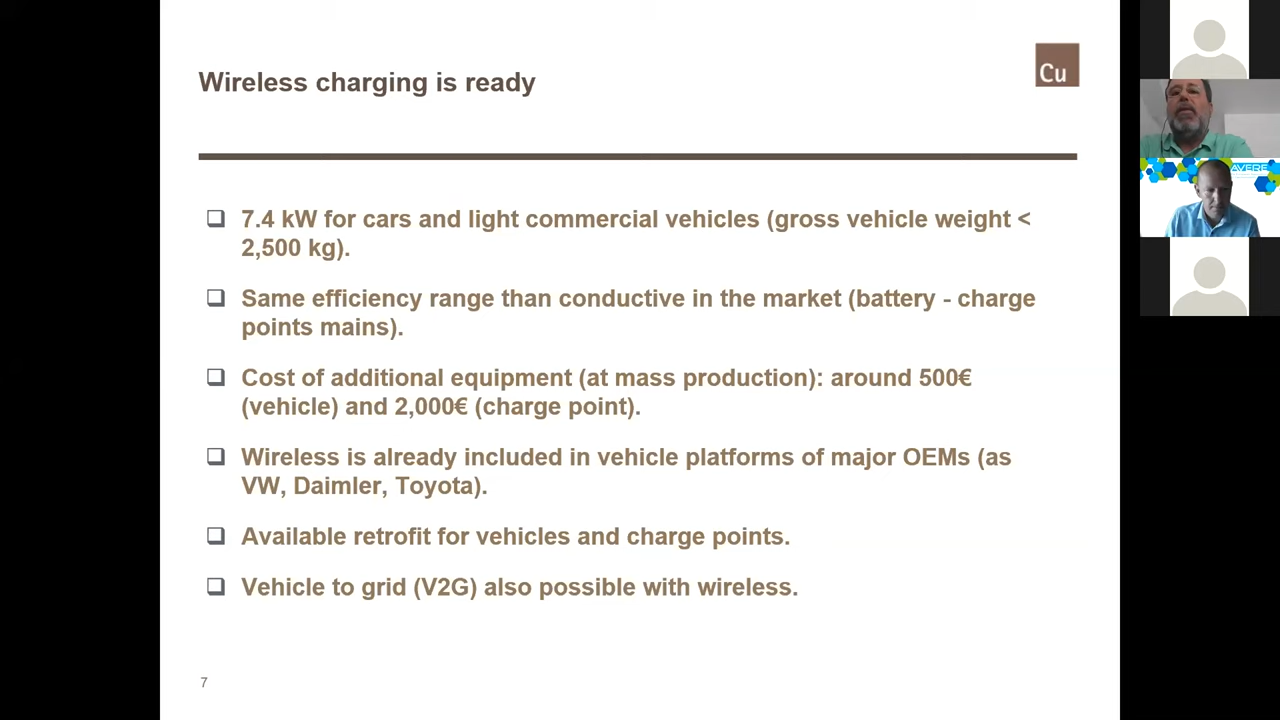 Wireless charging is ready
Cu
❑ 7.4 kW for cars and light commercial vehicles (gross vehicle weight <
2,500 kg).
❑ Same efficiency range than conductive in the market (battery - charge
points mains).
❑ Cost of additional equipment (at mass production): around 500€
(vehicle) and 2,000€ (charge point).
❑ Wireless is already included in vehicle platforms of major OEMs (as
VW, Daimler, Toyota).
❑ Available retrofit for vehicles and charge points.
❑ Vehicle to grid (V2G) also possible with wireless.
7
AVERE